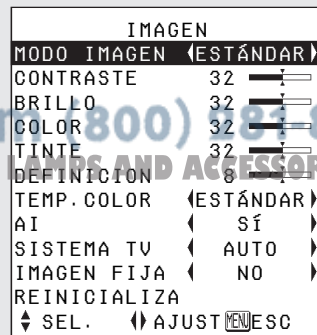 IMAGEN
MODO IMAGEN ESTÁNDAR
CONTRASTE 32
BRILLO 32
COLOR 32
TINTE 32
DEFINICION 8
TEMP.COLOR ESTÁNDAR
AI SÍ
SISTEMA TV AUTO
IMAGEN FIJA NO
REINICIALIZA
SEL. AJUST MENU ESC